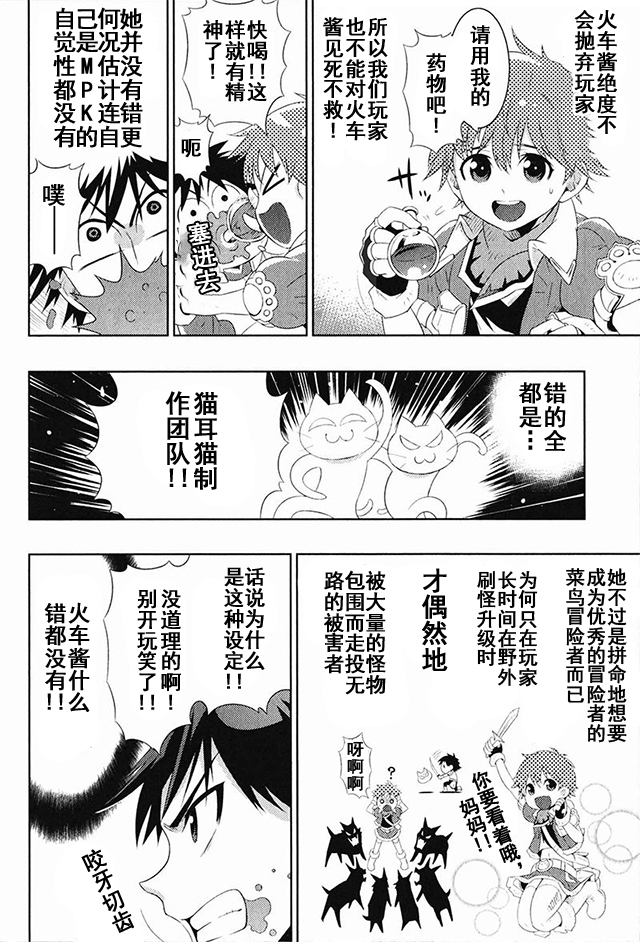 火车酱绝度不
会抛弃玩家
请用我的
药物吧！
所以我们玩家
也不能对火车
酱见死不救！
快喝!!这
样就有精
神了！
呃
塞进去
她并没有错更
何况估计连自
己是MPK的
自觉性都没有
噗
错的全
都是…
猫耳猫制
作团队!!
她不过是拼命地想要
成为优秀的冒险者的
菜鸟冒险者而已
为何只在玩家
长时间在野外
刷怪升级时
才偶然地
被大量的怪物
包围而走投无
路的被害者
你要看着哦，
妈妈!!
？
呀啊啊
话说为什么
是这种设定!!
没道理的啊！
别开玩笑了!!
火车酱什么
错都没有!!
咬牙切齿